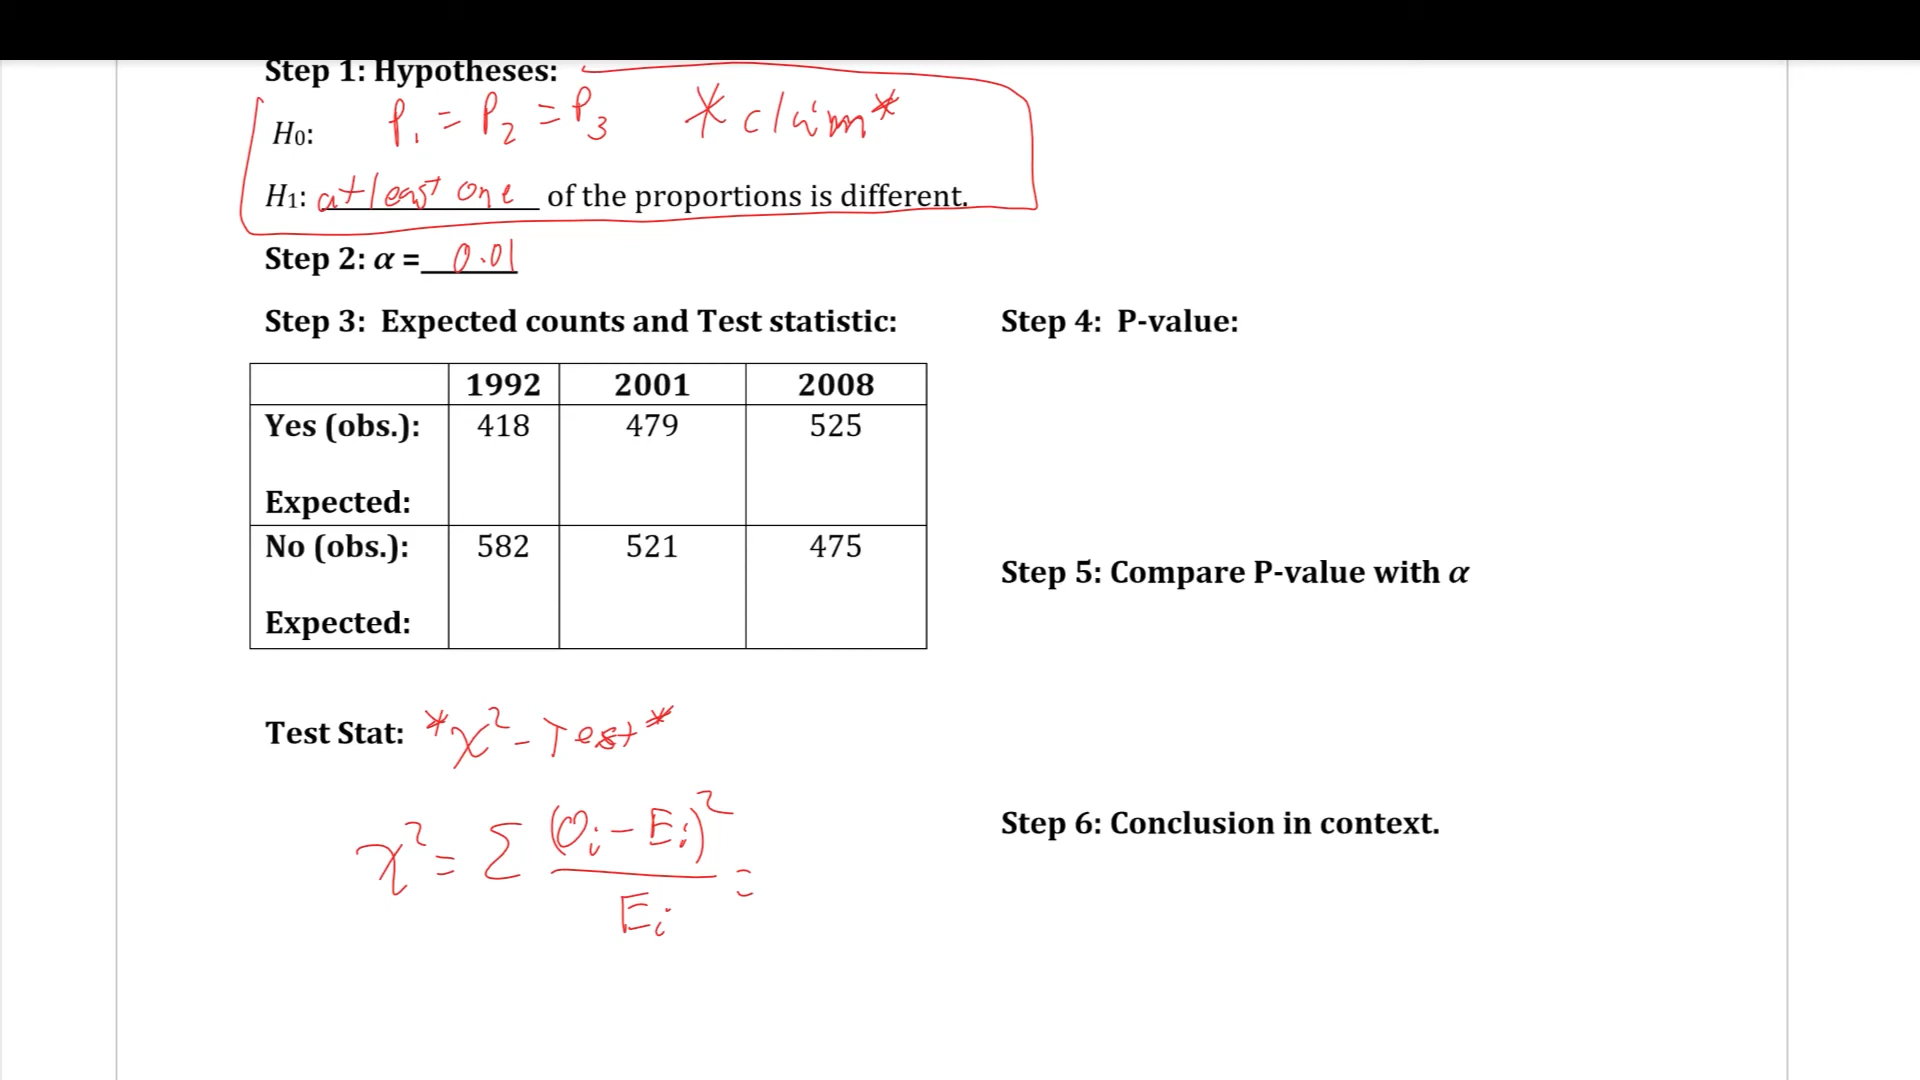 Step 1: Hypotheses:
H₀: P₁ = P₂ = P₃ *claim*
H₁: at least one of the proportions is different.
Step 2: α = 0.01
Step 3: Expected counts and Test statistic:
Step 4: P-value:
1992 2001 2008
Yes (obs.): 418 479 525
Expected:
No (obs.): 582 521 475
Expected:
Step 5: Compare P-value with α
Test Stat: *χ² - Test*
χ² = Σ (Oᵢ - Eᵢ)² / Eᵢ =
Step 6: Conclusion in context.